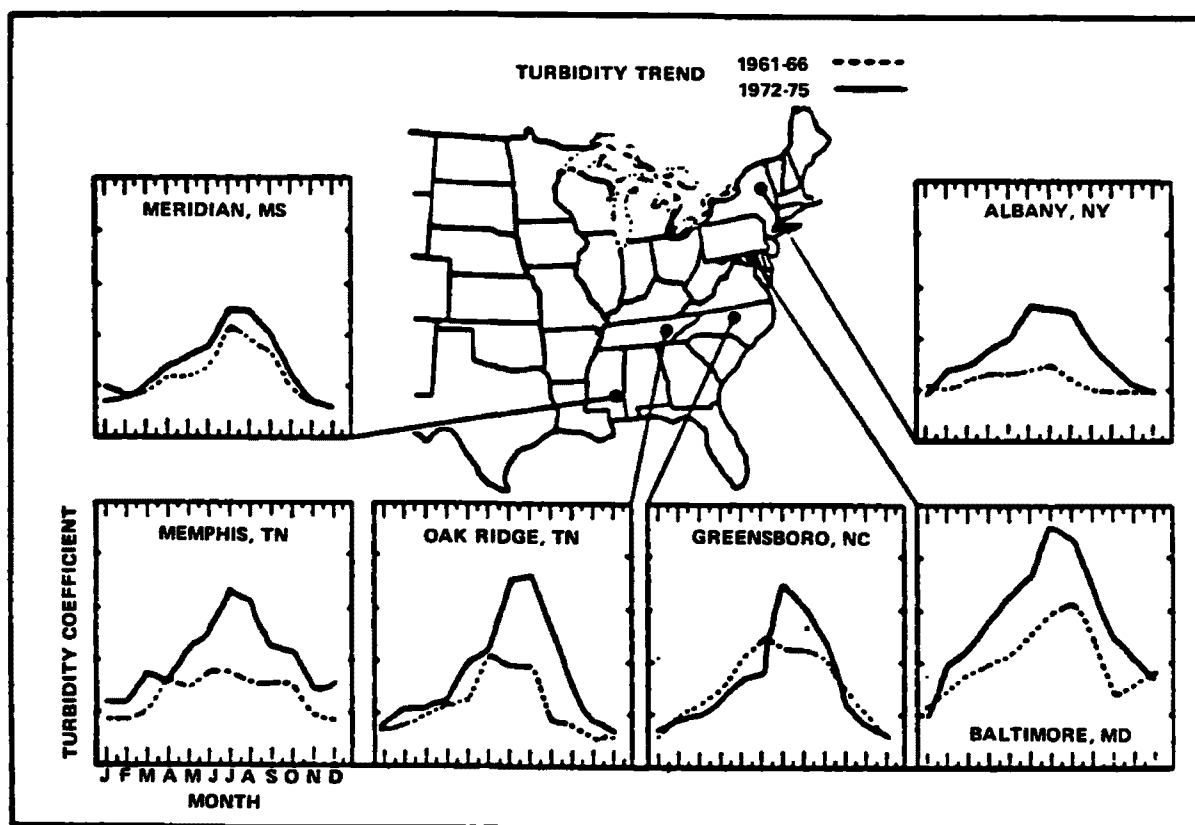 TURBIDITY TREND
1961-66
1972-75
MERIDIAN, MS
ALBANY, NY
MEMPHIS, TN
OAK RIDGE, TN
GREENSBORO, NC
BALTIMORE, MD
TURBIDITY COEFFICIENT
J F M A M J J A S O N D
MONTH